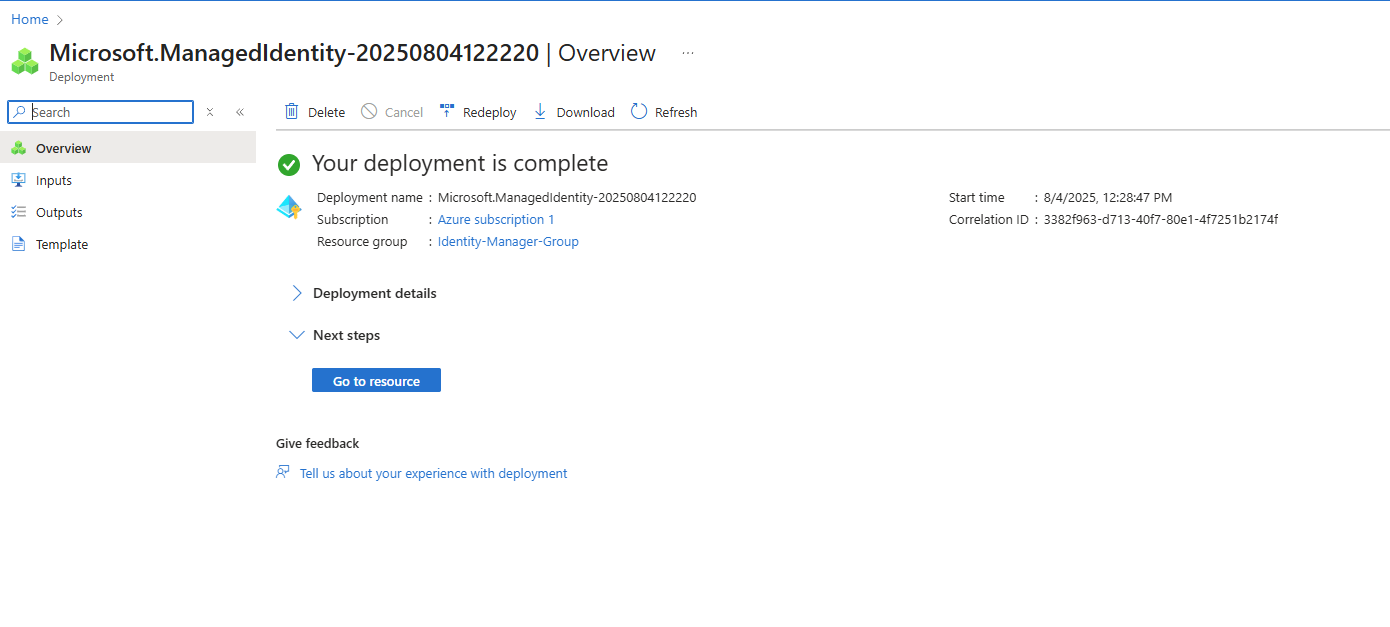 Home
Microsoft.ManagedIdentity-20250804122220 | Overview ...
Deployment
Search
Delete Cancel Redeploy Download Refresh
Overview
Inputs
Outputs
Template
Your deployment is complete
Deployment name : Microsoft.ManagedIdentity-20250804122220
Subscription : Azure subscription 1
Resource group : Identity-Manager-Group
Start time : 8/4/2025, 12:28:47 PM
Correlation ID : 3382f963-d713-40f7-80e1-4f7251b2174f
Deployment details
Next steps
Go to resource
Give feedback
Tell us about your experience with deployment